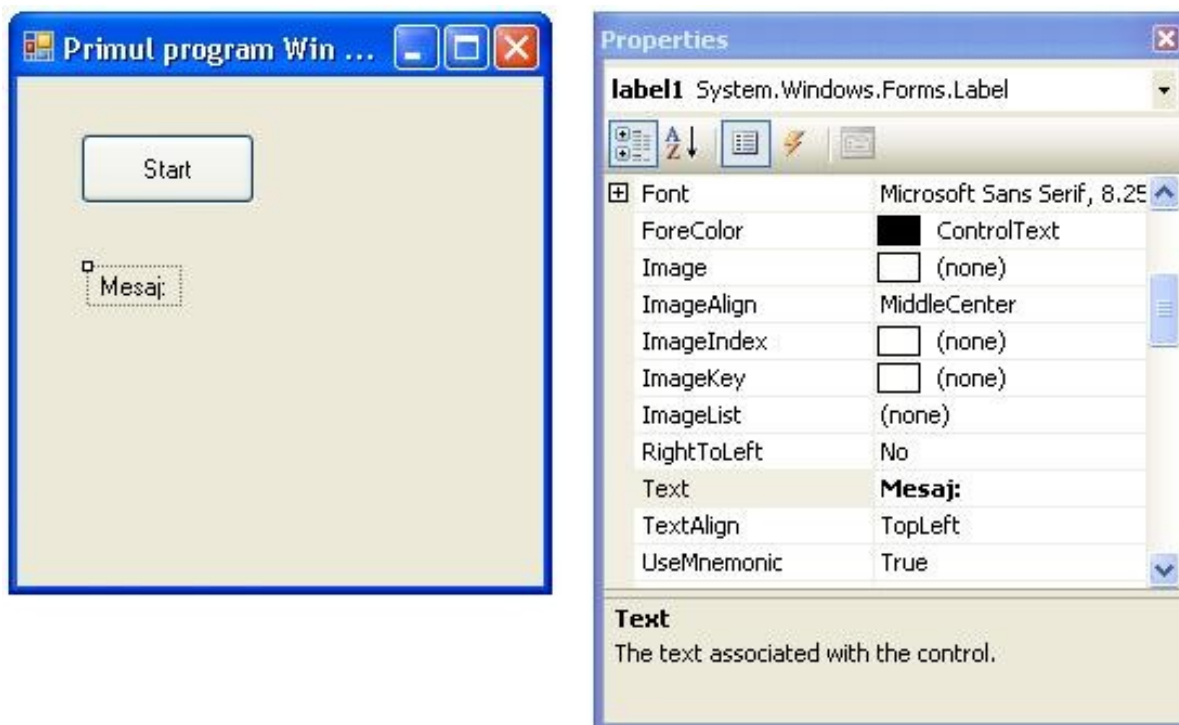 Primul program Win ...
Start
Mesaj:
Properties
label1 System.Windows.Forms.Label
Font Microsoft Sans Serif, 8.25
ForeColor ControlText
Image (none)
ImageAlign MiddleCenter
ImageIndex (none)
ImageKey (none)
ImageList (none)
RightToLeft No
Text Mesaj:
TextAlign TopLeft
UseMnemonic True
Text
The text associated with the control.